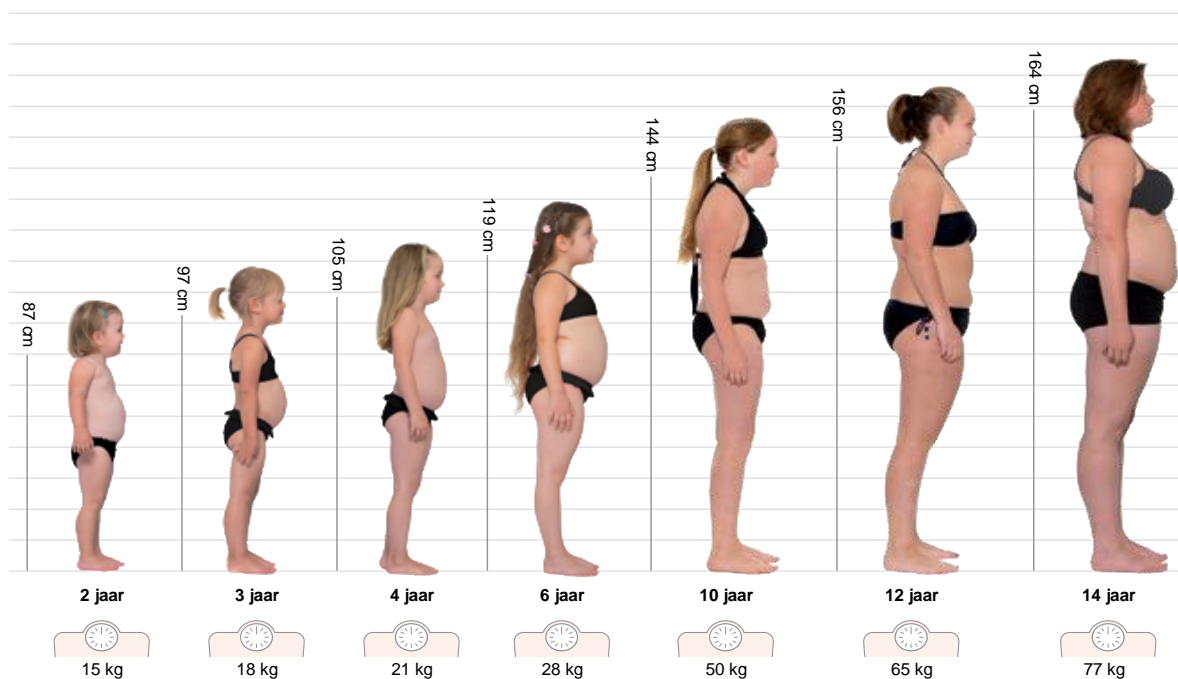 87 cm
97 cm
105 cm
119 cm
144 cm
156 cm
164 cm
2 jaar
3 jaar
4 jaar
6 jaar
10 jaar
12 jaar
14 jaar
15 kg
18 kg
21 kg
28 kg
50 kg
65 kg
77 kg